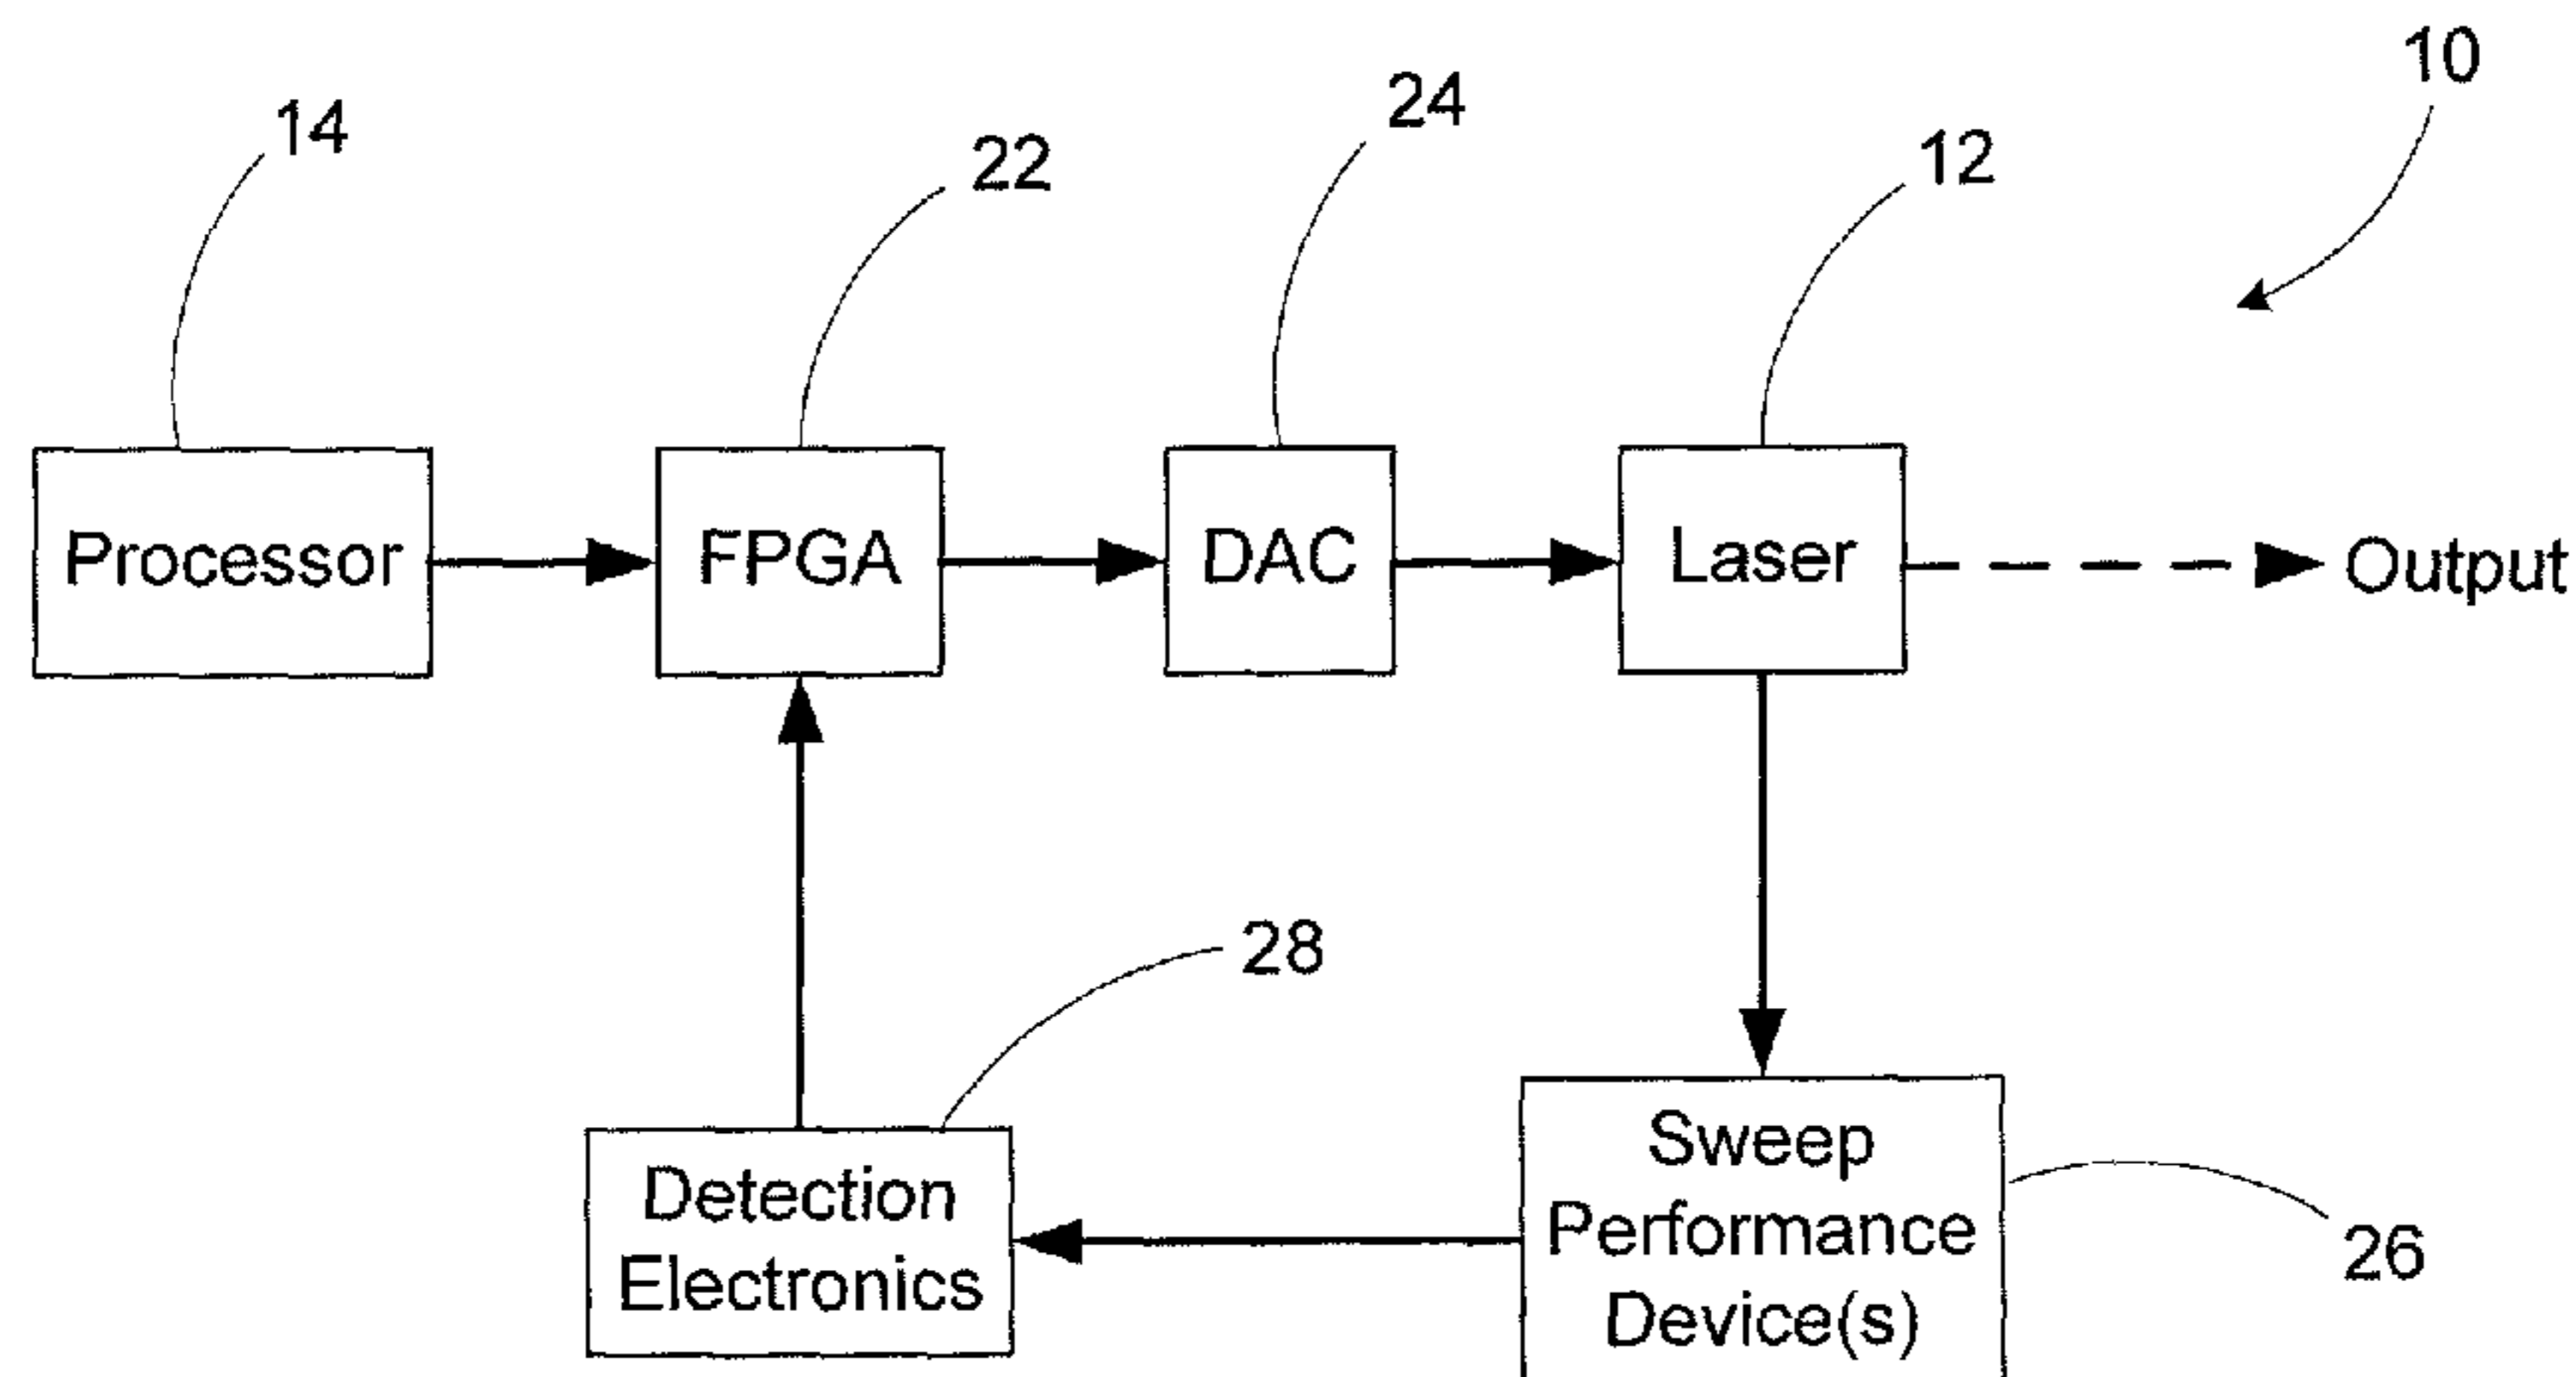 10
24
14
22
12
Processor
FPGA
DAC
Laser
Output
28
Detection
Electronics
Sweep
Performance
Device(s)
26